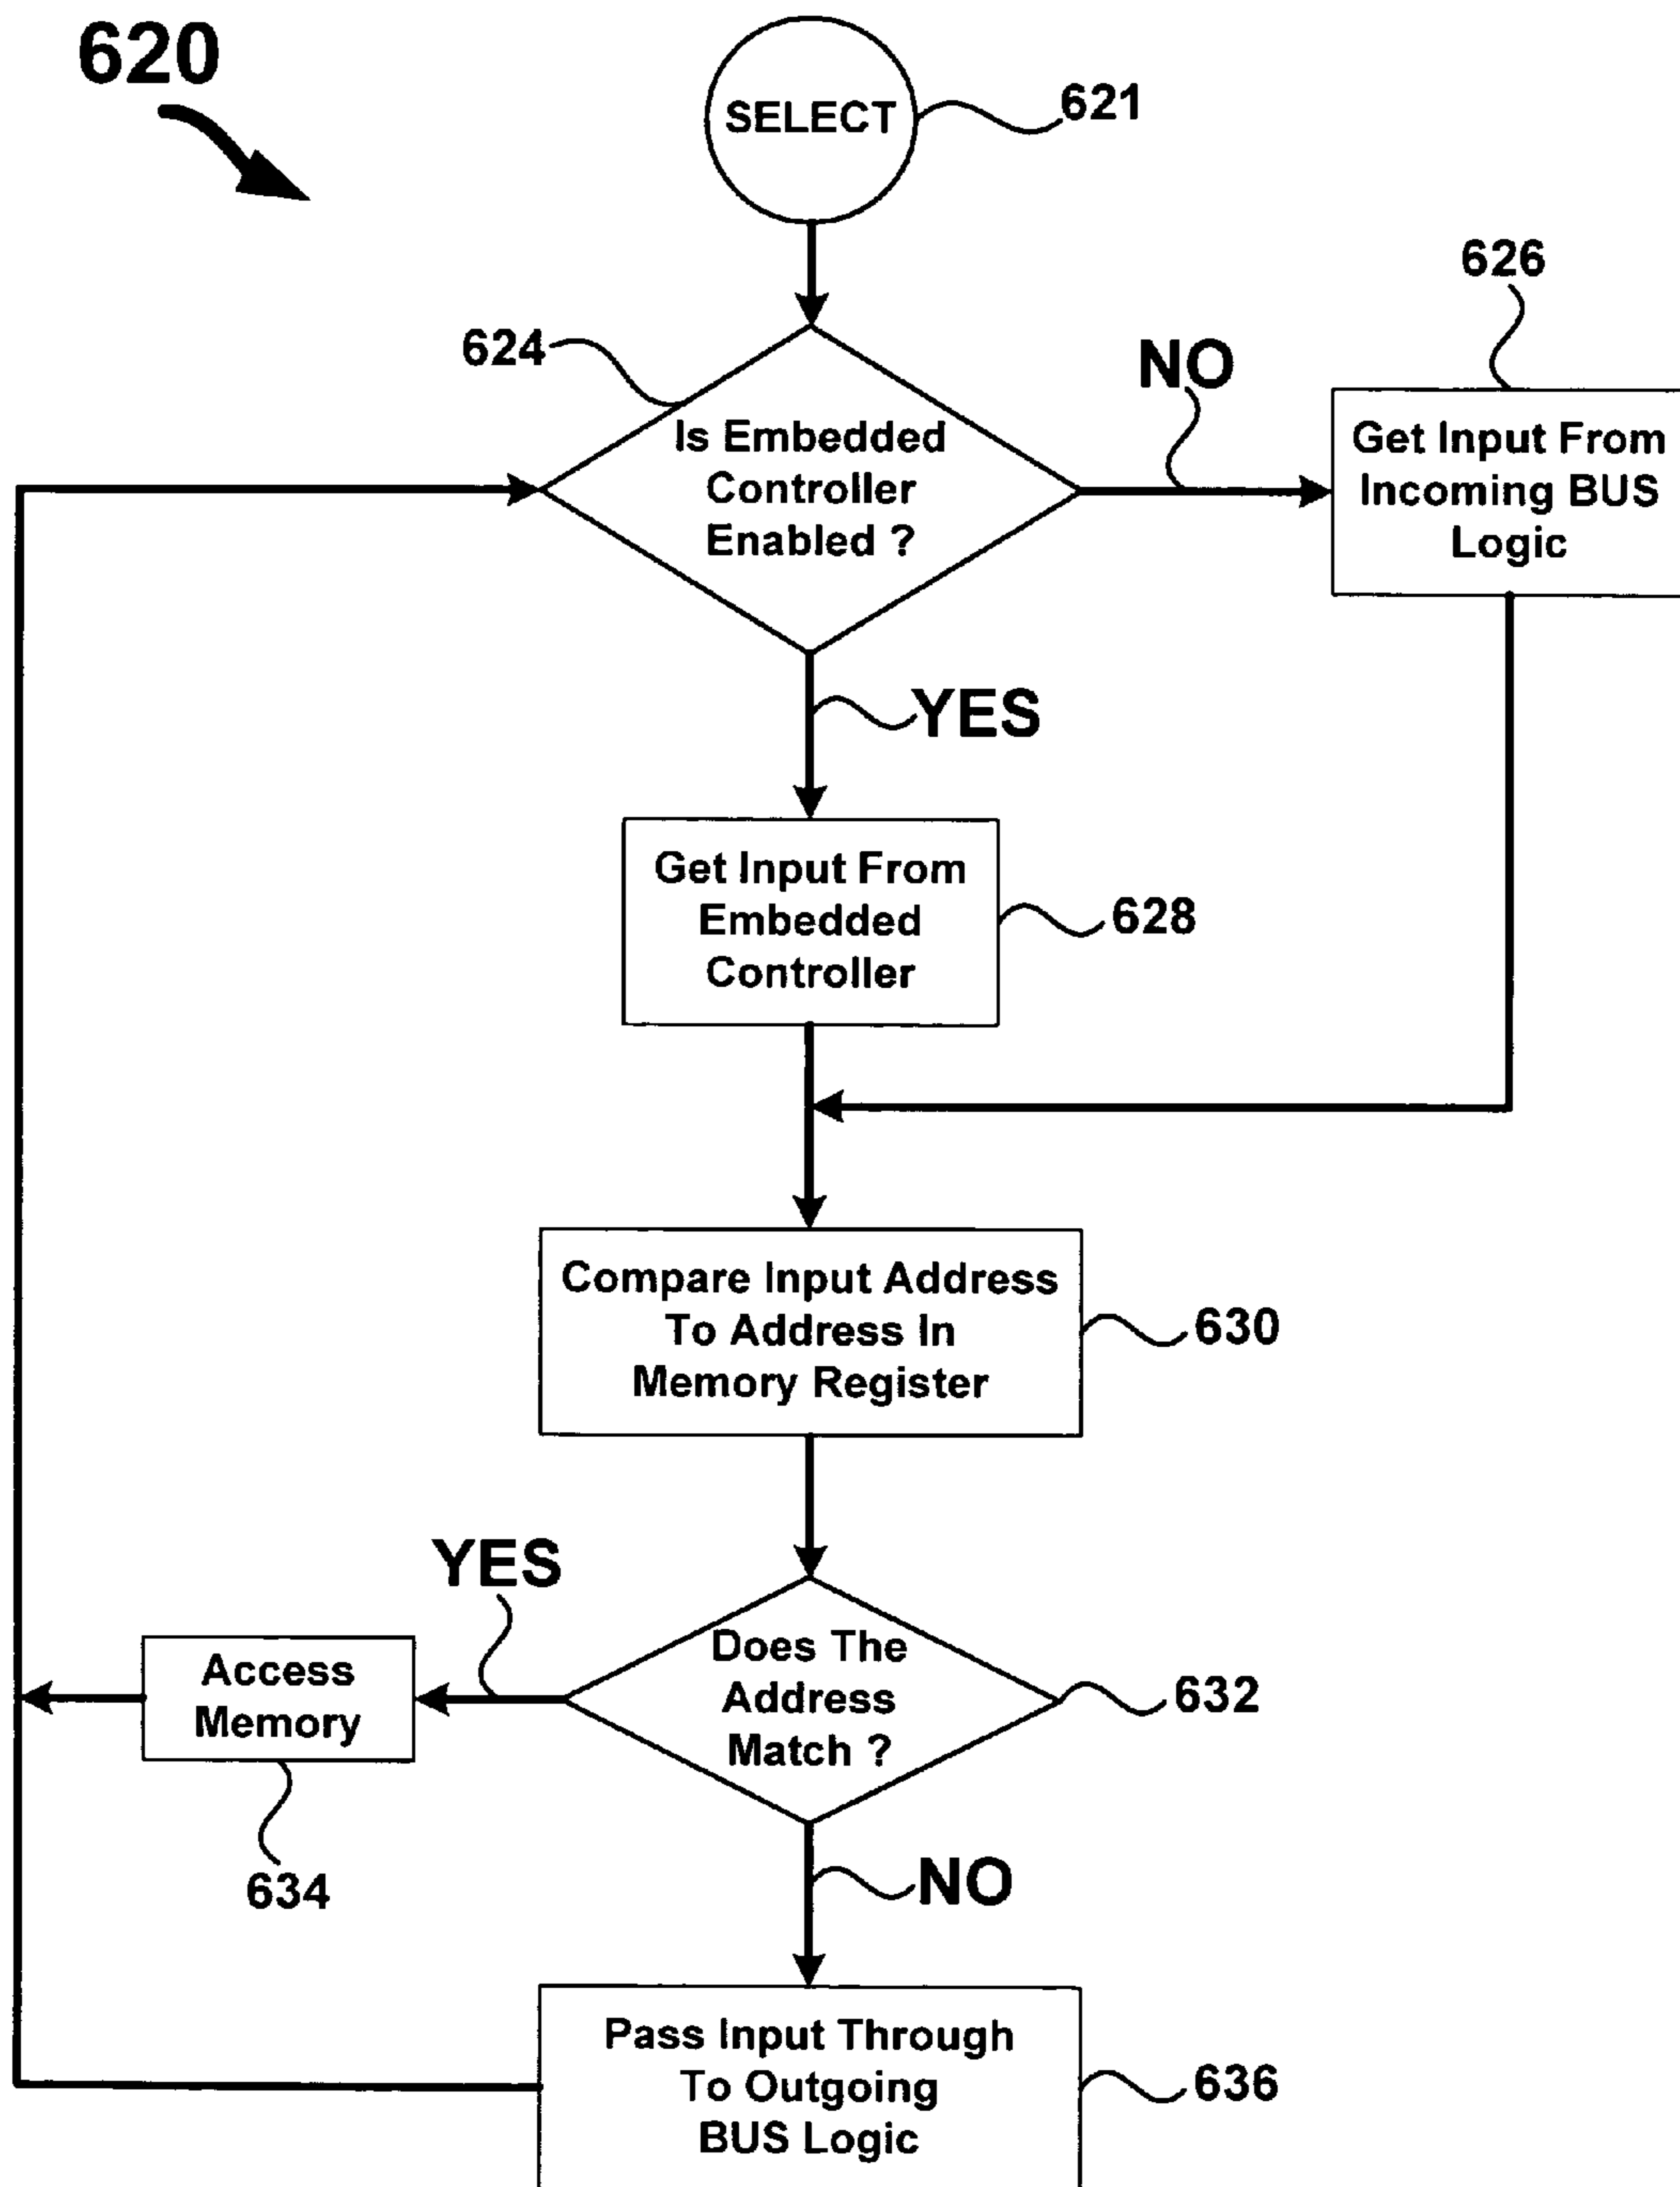 620
SELECT
621
624
Is Embedded
Controller
Enabled ?
NO
626
Get Input From
Incoming BUS
Logic
YES
Get Input From
Embedded
Controller
628
Compare Input Address
To Address In
Memory Register
630
YES
Does The
Address
Match ?
632
Access
Memory
634
NO
Pass Input Through
To Outgoing
BUS Logic
636